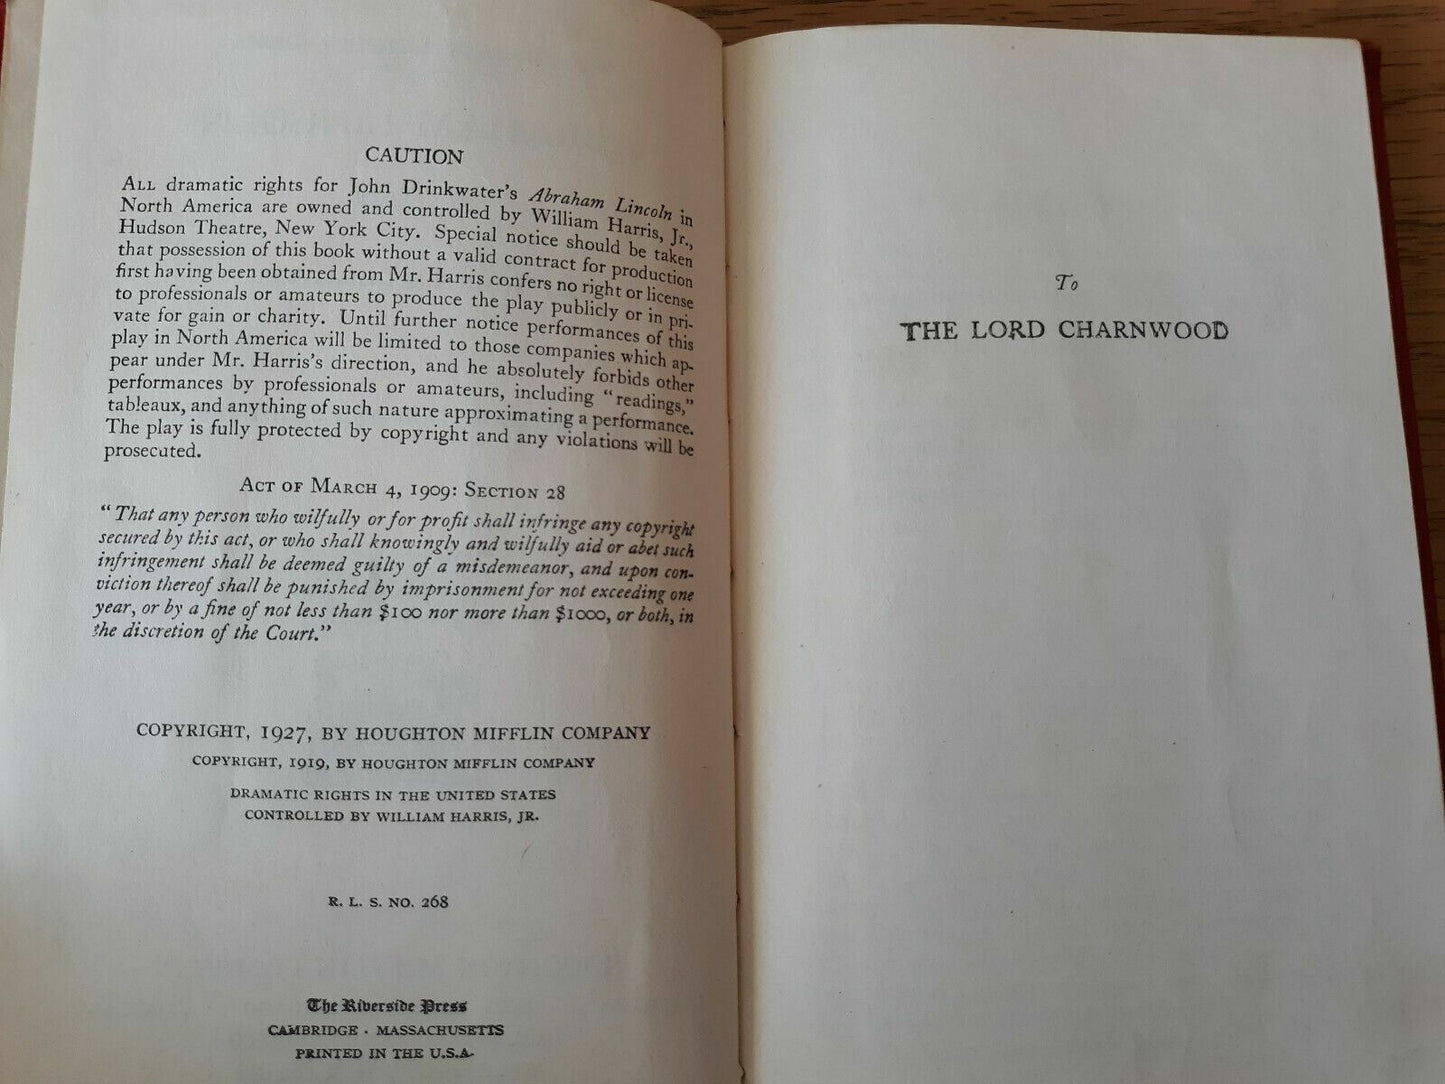 CAUTION
ALL dramatic rights for John Drinkwater's Abraham Lincoln in
North America are owned and controlled by William Harris, Jr.,
Hudson Theatre, New York City. Special notice should be taken
that possession of this book without a valid contract for production
first having been obtained from Mr. Harris confers no right or license
to professionals or amateurs to produce the play publicly or in pri-
vate for gain or charity. Until further notice performances of this
play in North America will be limited to those companies which ap-
pear under Mr. Harris's direction, and he absolutely forbids other
performances by professionals or amateurs, including "readings,"
tableaux, and anything of such nature approximating a performance.
The play is fully protected by copyright and any violations will be
prosecuted.
ACT OF MARCH 4, 1909: SECTION 28
"That any person who wilfully or for profit shall infringe any copyright
secured by this act, or who shall knowingly and wilfully aid or abet such
infringement shall be deemed guilty of a misdemeanor, and upon con-
viction thereof shall be punished by imprisonment for not exceeding one
year, or by a fine of not less than $100 nor more than $1000, or both, in
the discretion of the Court."
COPYRIGHT, 1927, BY HOUGHTON MIFFLIN COMPANY
COPYRIGHT, 1919, BY HOUGHTON MIFFLIN COMPANY
DRAMATIC RIGHTS IN THE UNITED STATES
CONTROLLED BY WILLIAM HARRIS, JR.
R. L. S. NO. 268
The Riverside Press
CAMBRIDGE · MASSACHUSETTS
PRINTED IN THE U.S.A.
To
THE LORD CHARNWOOD